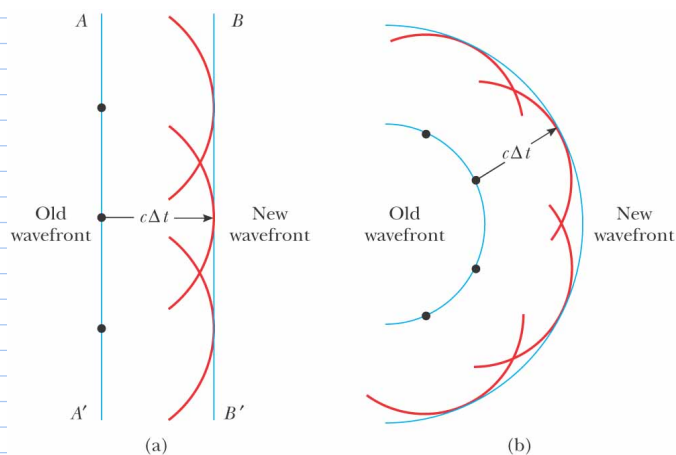 A
B
Old
wavefront
cΔt
New
wavefront
A′
B′
(a)
cΔt
Old
wavefront
New
wavefront
(b)